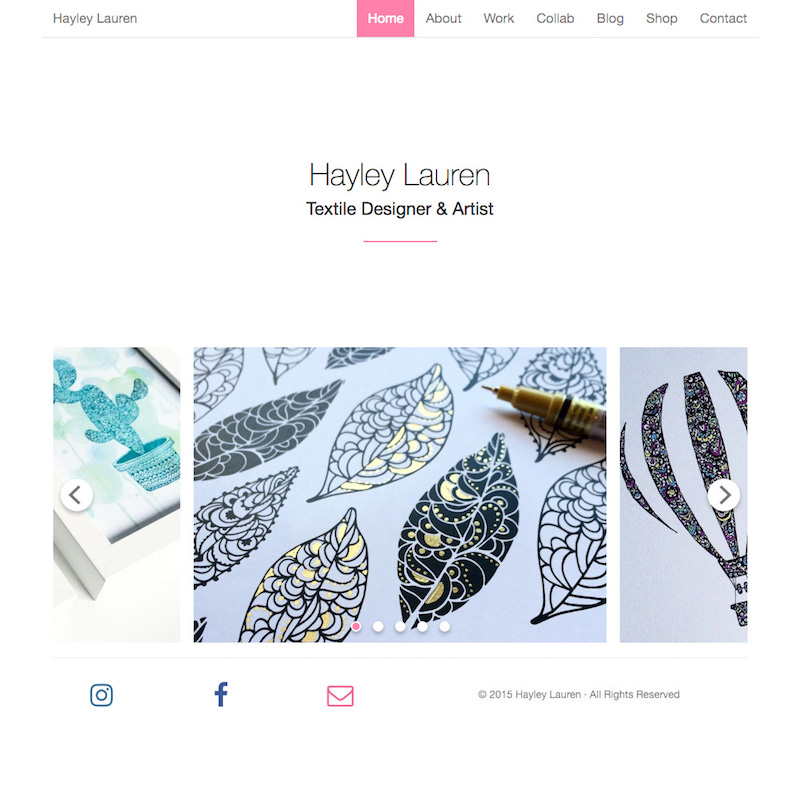 Hayley Lauren
Home About Work Collab Blog Shop Contact
Hayley Lauren
Textile Designer & Artist
© 2015 Hayley Lauren · All Rights Reserved